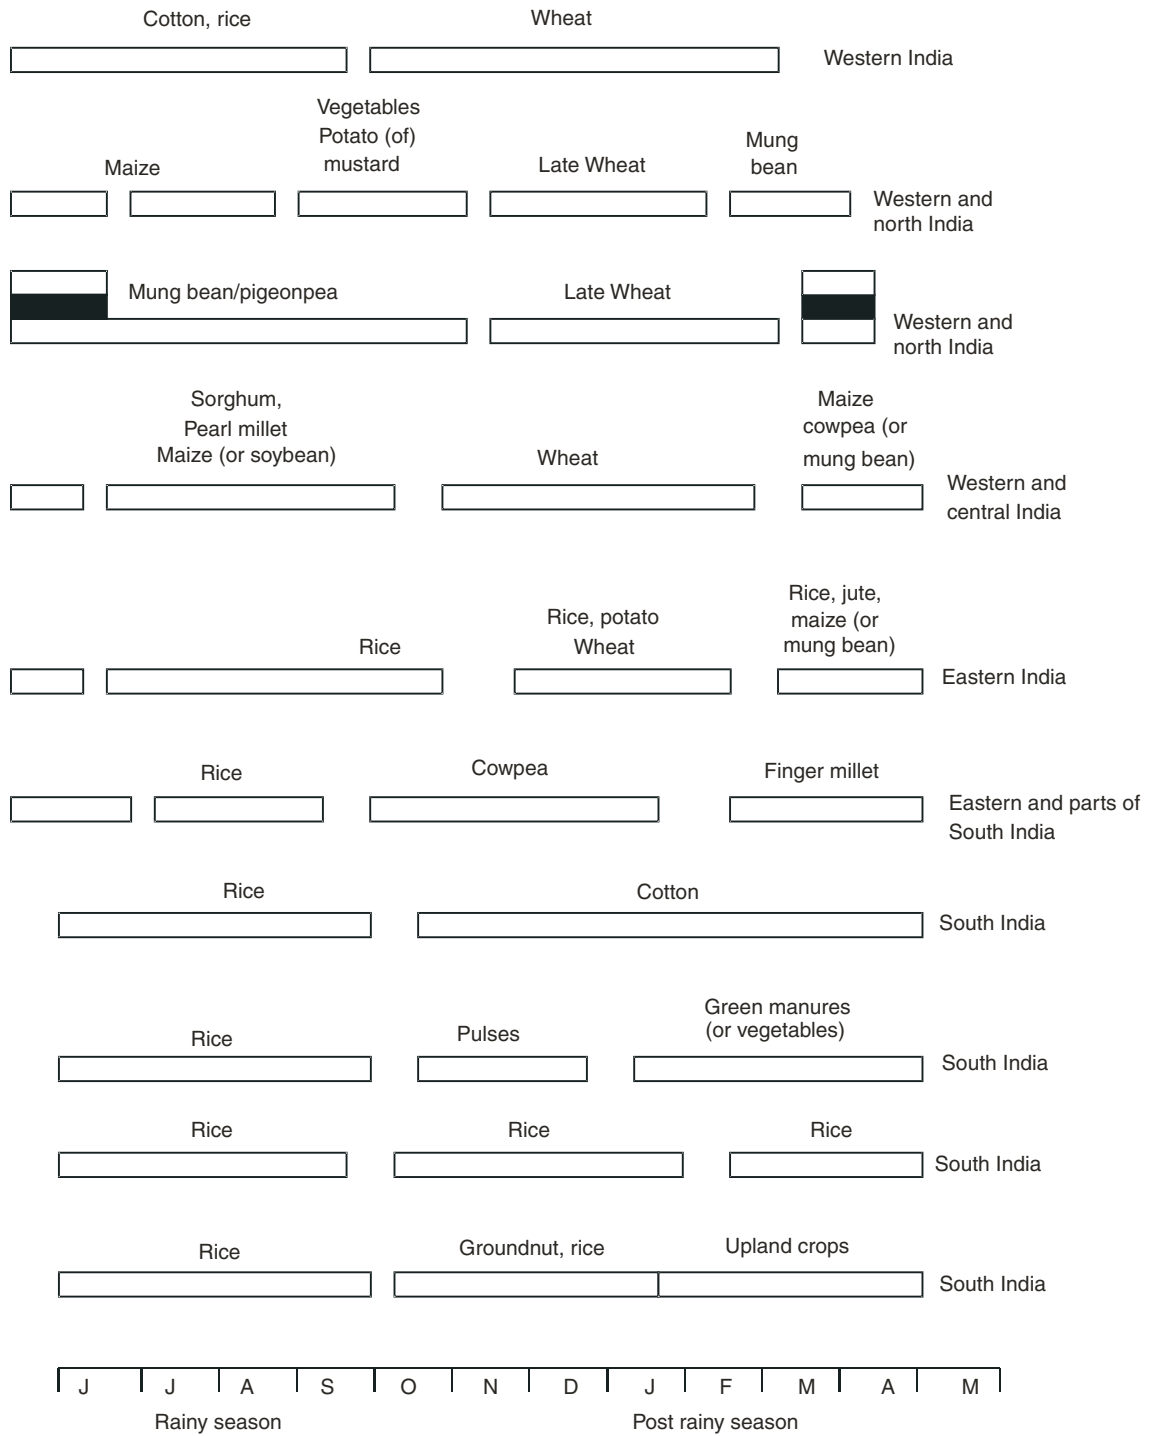 Cotton, rice
Wheat
Western India
Vegetables
Potato (of)
mustard
Maize
Late Wheat
Mung
bean
Western and
north India
Mung bean/pigeonpea
Late Wheat
Western and
north India
Sorghum,
Pearl millet
Maize (or soybean)
Wheat
Maize
cowpea (or
mung bean)
Western and
central India
Rice
Rice, potato
Wheat
Rice, jute,
maize (or
mung bean)
Eastern India
Rice
Cowpea
Finger millet
Eastern and parts of
South India
Rice
Cotton
South India
Rice
Pulses
Green manures
(or vegetables)
South India
Rice
Rice
Rice
South India
Rice
Groundnut, rice
Upland crops
South India
J J A S O N D J F M A M
Rainy season
Post rainy season